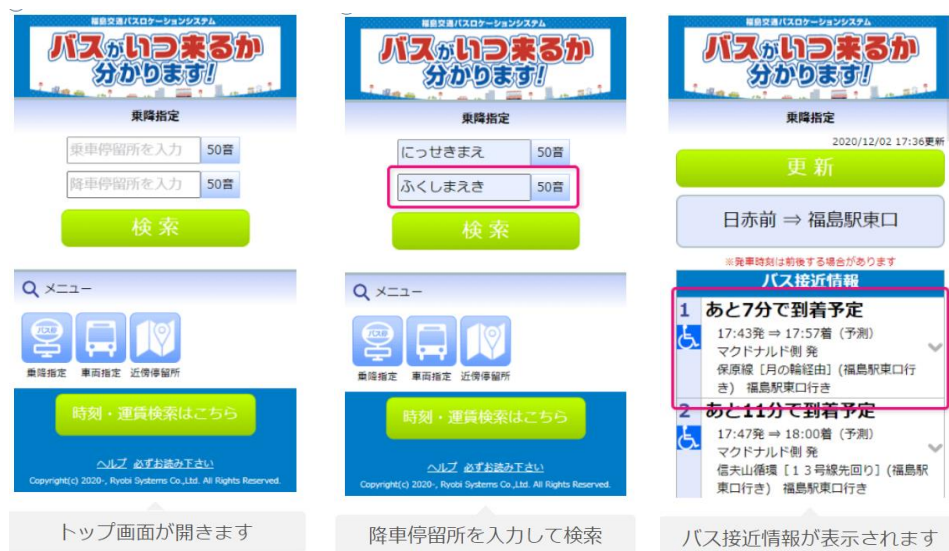 福島交通バスロケーションシステム
バスがいつ来るか
分かります!
乗降指定
乗車停留所を入力
50音
降車停留所を入力
50音
検索
メニュー
バス停
乗降指定
車両指定
近傍停留所
時刻・運賃検索はこちら
ヘルプ 必ずお読み下さい
Copyright(c) 2020-, Ryobi Systems Co.,Ltd. All Rights Reserved.
トップ画面が開きます
福島交通バスロケーションシステム
バスがいつ来るか
分かります!
乗降指定
にっせきまえ
50音
ふくしまえき
50音
検索
メニュー
バス停
乗降指定
車両指定
近傍停留所
時刻・運賃検索はこちら
ヘルプ 必ずお読み下さい
Copyright(c) 2020-, Ryobi Systems Co.,Ltd. All Rights Reserved.
降車停留所を入力して検索
福島交通バスロケーションシステム
バスがいつ来るか
分かります!
乗降指定
2020/12/02 17:36更新
更新
日赤前 ⇒ 福島駅東口
※発車時刻は前後する場合があります
バス接近情報
1 あと7分で到着予定
17:43発 ⇒ 17:57着 (予測)
マクドナルド側 発
保原線 [月の輪経由] (福島駅東口行
き) 福島駅東口行き
2 あと11分で到着予定
17:47発 ⇒ 18:00着 (予測)
マクドナルド側 発
信夫山循環 [13号線先回り] (福島駅
東口行き) 福島駅東口行き
バス接近情報が表示されます